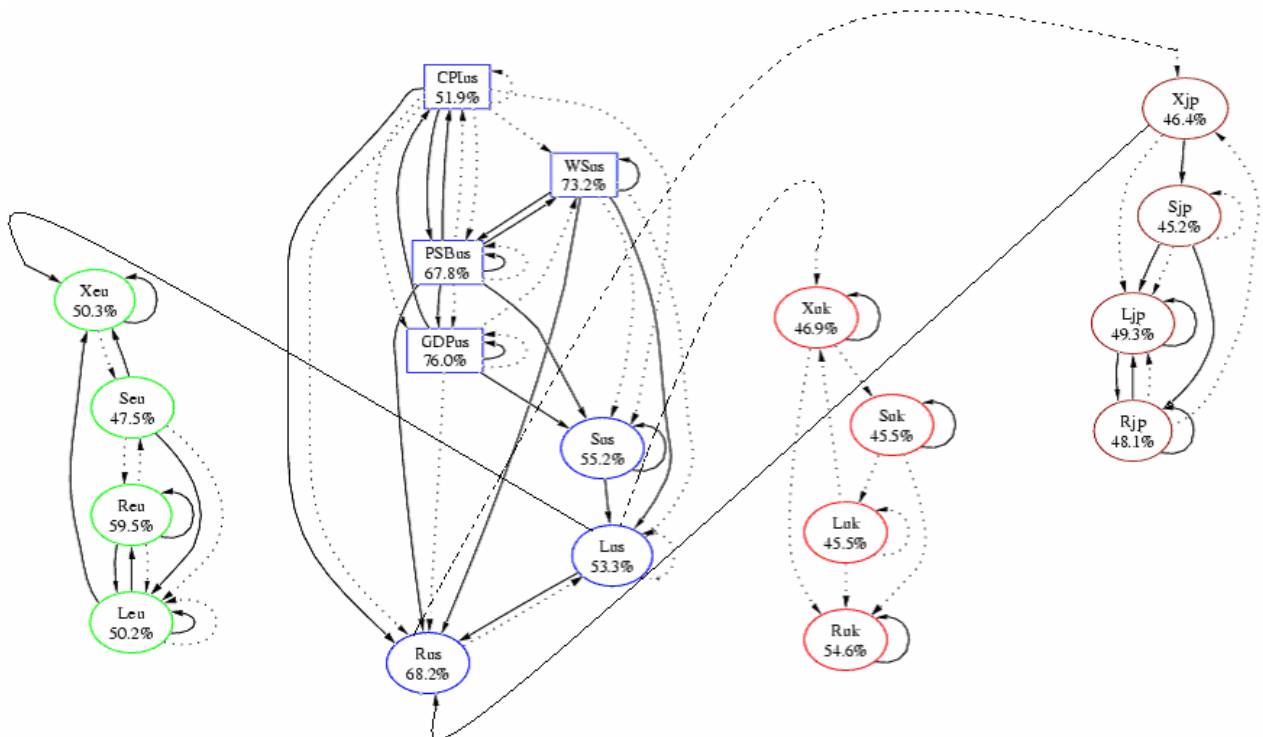 CPIus
51.9%
WSus
73.2%
PSBus
67.8%
GDPus
76.0%
Sus
55.2%
Lus
53.3%
Rus
68.2%
Xeu
50.3%
Seu
47.5%
Reu
59.5%
Leu
50.2%
Xuk
46.9%
Suk
45.5%
Luk
45.5%
Ruk
54.6%
Xjp
46.4%
Sjp
45.2%
Ljp
49.3%
Rjp
48.1%